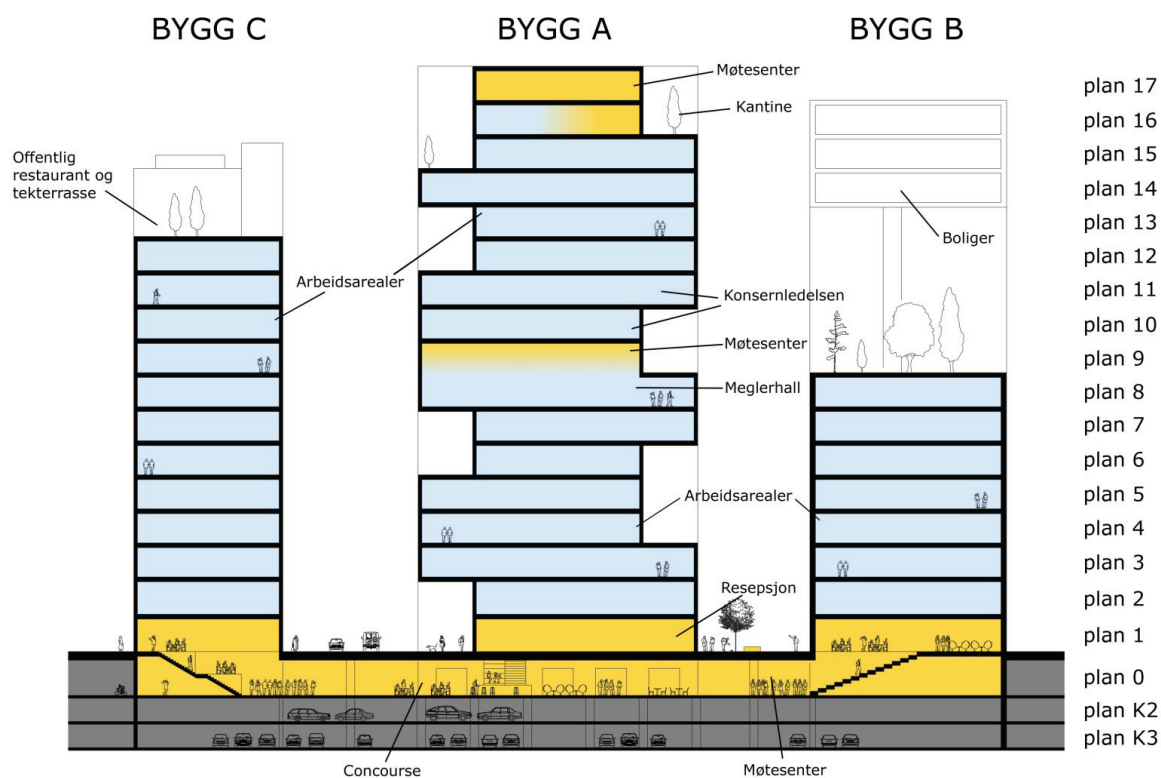 BYGG C
BYGG A
BYGG B
Møtesenter
Kantine
Offentlig
restaurant og
tekterrasse
Boliger
Arbeidsarealer
Konsernledelsen
Møtesenter
Meglerhall
Arbeidsarealer
Resepsjon
Concourse
Møtesenter
plan 17
plan 16
plan 15
plan 14
plan 13
plan 12
plan 11
plan 10
plan 9
plan 8
plan 7
plan 6
plan 5
plan 4
plan 3
plan 2
plan 1
plan 0
plan K2
plan K3